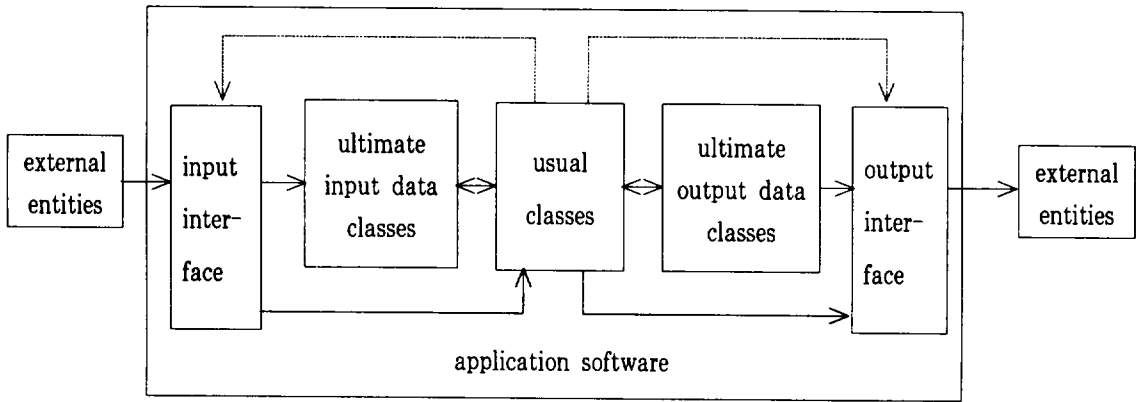 external
entities
input
inter-
face
ultimate
input data
classes
usual
classes
ultimate
output data
classes
output
inter-
face
external
entities
application software